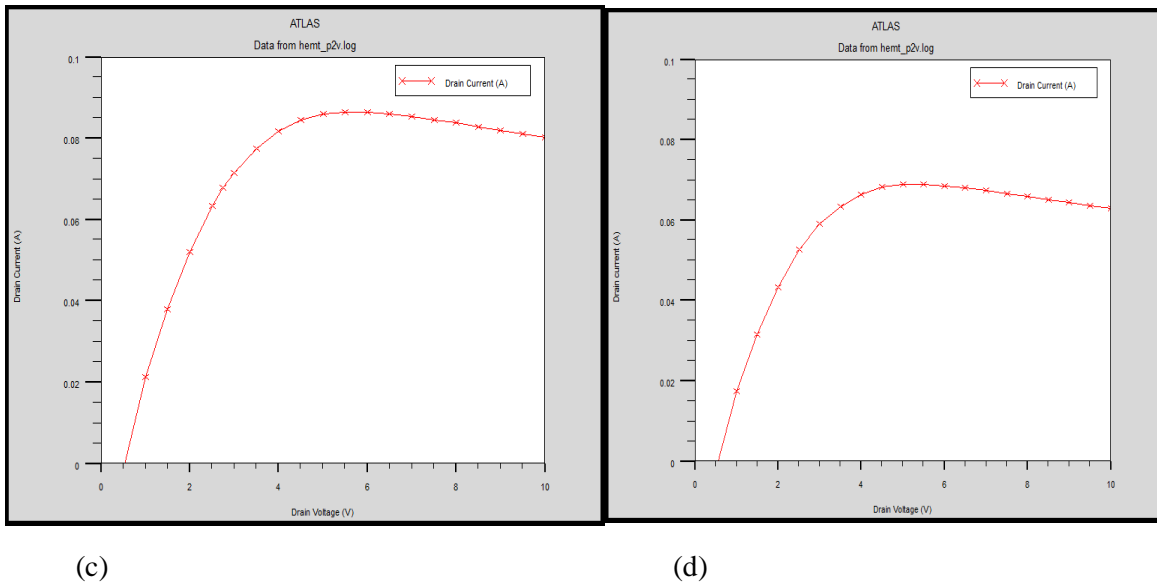 ATLAS
Data from hemt_p2v.log
0.1
Drain Current (A)
0.08
0.06
0.04
0.02
0
Drain Current (A)
0
2
4
6
8
10
Drain Voltage (V)
(c)
ATLAS
Data from hemt_p2v.log
0.1
Drain Current (A)
0.08
0.06
0.04
0.02
0
Drain current (A)
0
2
4
6
8
10
Drain Voltage (V)
(d)